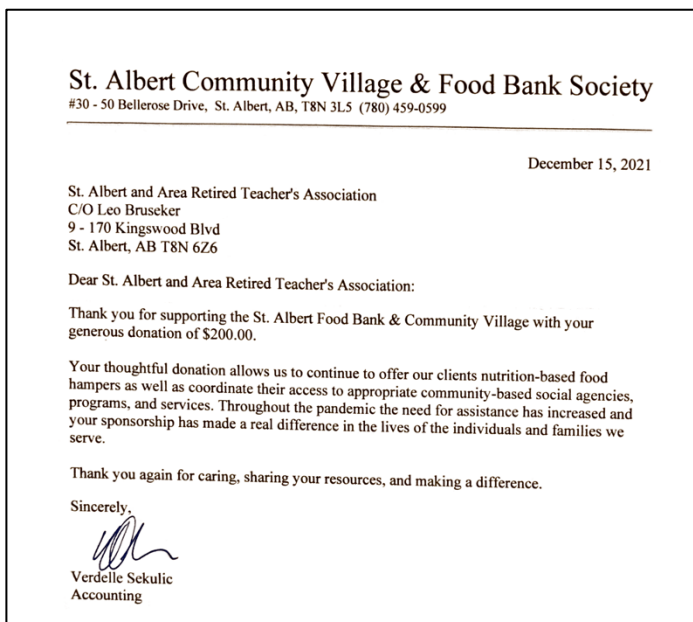 St. Albert Community Village & Food Bank Society
#30 - 50 Bellerose Drive, St. Albert, AB, T8N 3L5 (780) 459-0599
December 15, 2021
St. Albert and Area Retired Teacher's Association
C/O Leo Bruseker
9 - 170 Kingswood Blvd
St. Albert, AB T8N 6Z6
Dear St. Albert and Area Retired Teacher's Association:
Thank you for supporting the St. Albert Food Bank & Community Village with your
generous donation of $200.00.
Your thoughtful donation allows us to continue to offer our clients nutrition-based food
hampers as well as coordinate their access to appropriate community-based social agencies,
programs, and services. Throughout the pandemic the need for assistance has increased and
your sponsorship has made a real difference in the lives of the individuals and families we
serve.
Thank you again for caring, sharing your resources, and making a difference.
Sincerely,
Verdelle Sekulic
Accounting